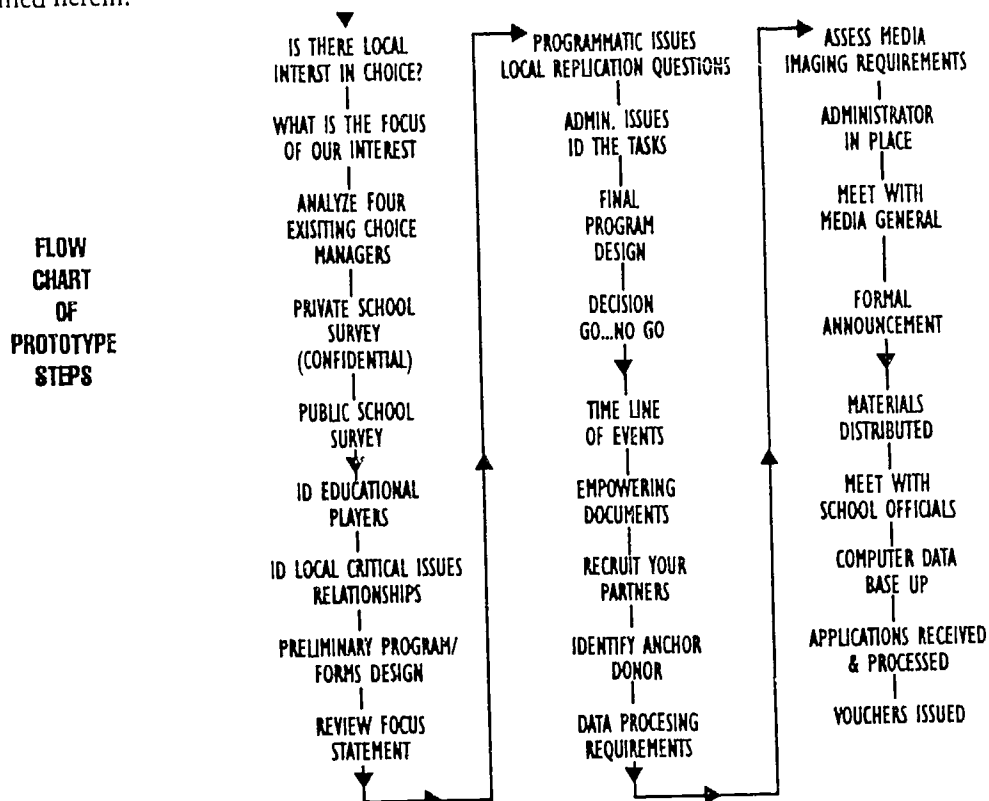 herein.
FLOW
CHART
OF
PROTOTYPE
STEPS
IS THERE LOCAL
INTERST IN CHOICE?
WHAT IS THE FOCUS
OF OUR INTEREST
ANALYZE FOUR
EXISITING CHOICE
MANAGERS
PRIVATE SCHOOL
SURVEY
(CONFIDENTIAL)
PUBLIC SCHOOL
SURVEY
ID EDUCATIONAL
PLAYERS
ID LOCAL CRITICAL ISSUES
RELATIONSHIPS
PRELIMINARY PROGRAM/
FORMS DESIGN
REVIEW FOCUS
STATEMENT
PROGRAMMATIC ISSUES
LOCAL REPLICATION QUESTIONS
ADMIN. ISSUES
ID THE TASKS
FINAL
PROGRAM
DESIGN
DECISION
GO...NO GO
TIME LINE
OF EVENTS
EMPOWERING
DOCUMENTS
RECRUIT YOUR
PARTNERS
IDENTIFY ANCHOR
DONOR
DATA PROCESING
REQUIREMENTS
ASSESS MEDIA
IMAGING REQUIREMENTS
ADMINISTRATOR
IN PLACE
MEET WITH
MEDIA GENERAL
FORMAL
ANNOUNCEMENT
MATERIALS
DISTRIBUTED
MEET WITH
SCHOOL OFFICIALS
COMPUTER DATA
BASE UP
APPLICATIONS RECEIVED
& PROCESSED
VOUCHERS ISSUED